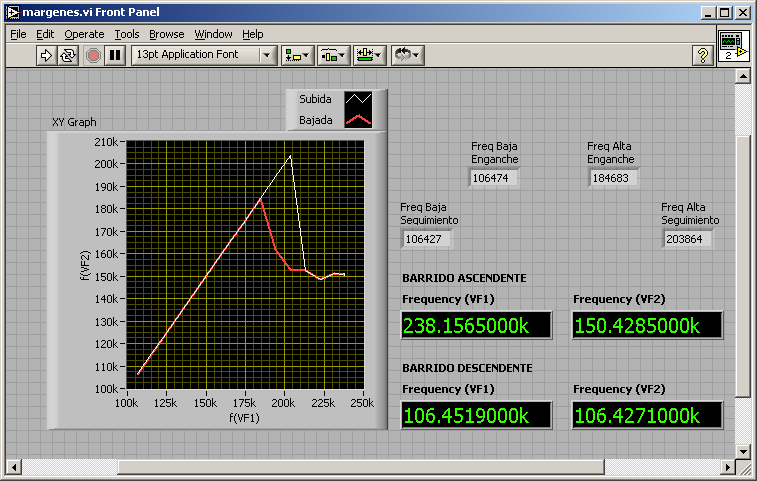 margenes.vi Front Panel
File Edit Operate Tools Browse Window Help
13pt Application Font
?
2
Subida
Bajada
XY Graph
210k
200k
190k
180k
170k
160k
150k
140k
130k
120k
110k
100k
f(VF2)
100k 125k 150k 175k 200k 225k 250k
f(VF1)
Freq Baja
Enganche
106474
Freq Alta
Enganche
184683
Freq Baja
Sequimiento
106427
Freq Alta
Sequimiento
203864
BARRIDO ASCENDENTE
Frequency (VF1) Frequency (VF2)
238.1565000k 150.4285000k
BARRIDO DESCENDENTE
Frequency (VF1) Frequency (VF2)
106.4519000k 106.4271000k